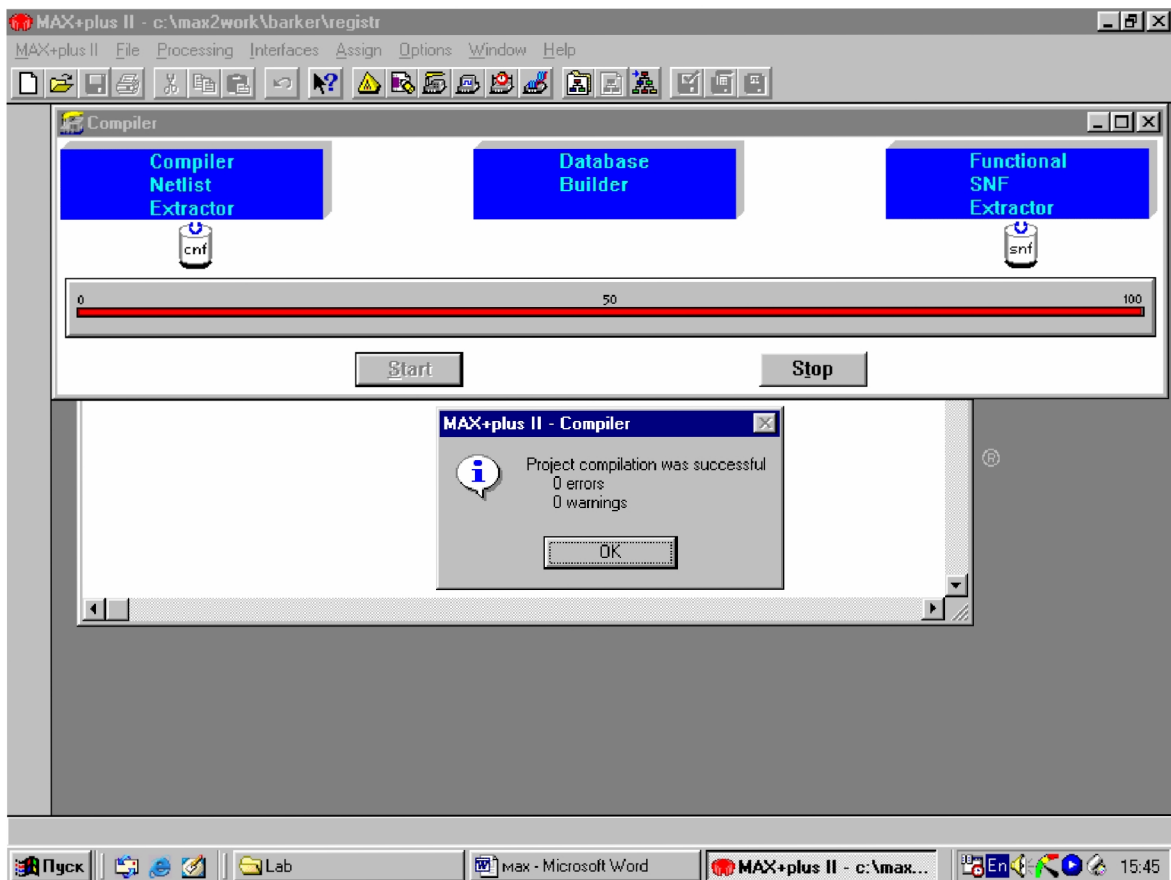 MAX+plus II - c:\max2work\barker\registr
MAX+plus II File Processing Interfaces Assign Options Window Help
Compiler
Compiler
Netlist
Extractor
Database
Builder
Functional
SNF
Extractor
cnf
snf
0 50 100
Start Stop
MAX+plus II - Compiler
Project compilation was successful
0 errors
0 warnings
OK
®
Пуск Lab мах - Microsoft Word MAX+plus II - c:\max... En 15:45